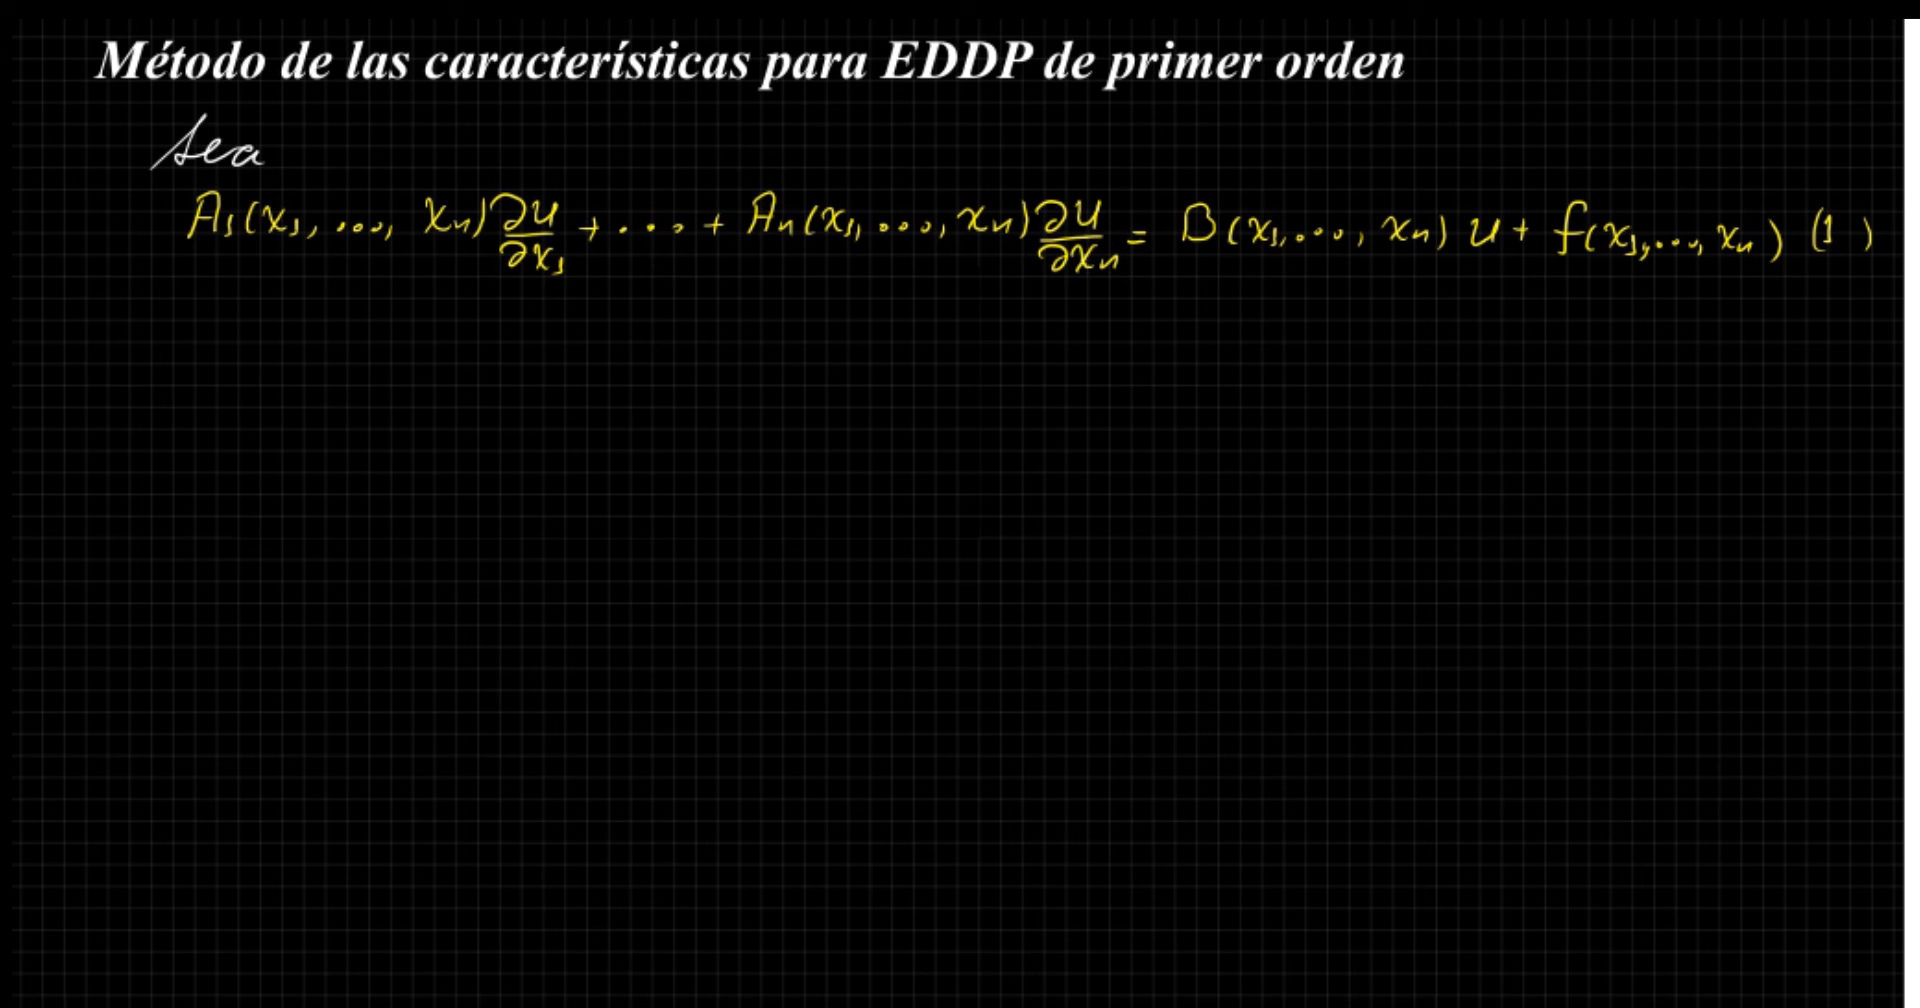 Método de las características para EDDP de primer orden
Sea
A₁(x₁, ..., xₙ) ∂u/∂x₁ + ... + Aₙ(x₁, ..., xₙ) ∂u/∂xₙ = B(x₁, ..., xₙ) u + f(x₁, ..., xₙ) (1)